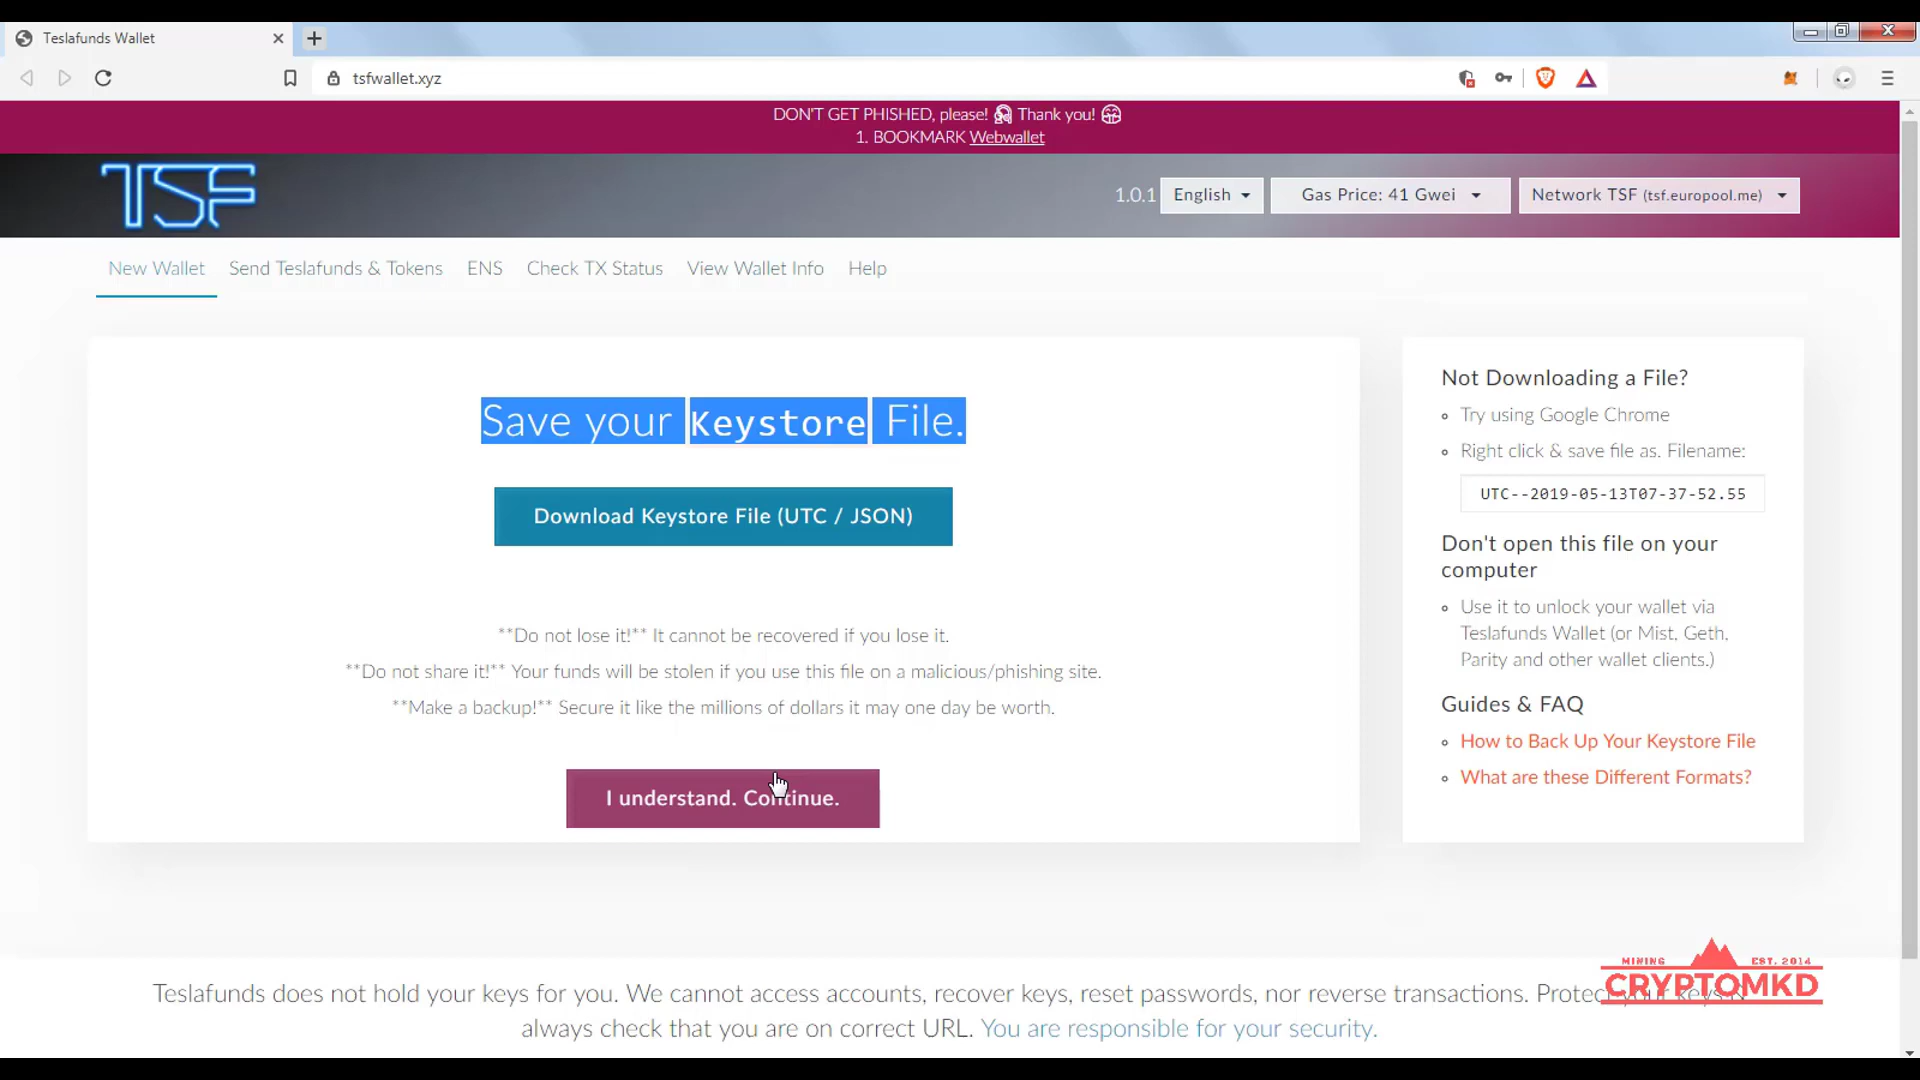 Teslafunds Wallet
tsfwallet.xyz
DON'T GET PHISHED, please! Thank you!
1. BOOKMARK Webwallet
TSF
1.0.1 English Gas Price: 41 Gwei Network TSF (tsf.europool.me)
New Wallet Send Teslafunds & Tokens ENS Check TX Status View Wallet Info Help
Save your Keystore File.
Download Keystore File (UTC / JSON)
**Do not lose it!** It cannot be recovered if you lose it.
**Do not share it!** Your funds will be stolen if you use this file on a malicious/phishing site.
**Make a backup!** Secure it like the millions of dollars it may one day be worth.
I understand. Continue.
Not Downloading a File?
Try using Google Chrome
Right click & save file as. Filename:
UTC--2019-05-13T07-37-52.55
Don't open this file on your
computer
Use it to unlock your wallet via
Teslafunds Wallet (or Mist, Geth,
Parity and other wallet clients.)
Guides & FAQ
How to Back Up Your Keystore File
What are these Different Formats?
MINING EST. 2014
CRYPTOMKD
Teslafunds does not hold your keys for you. We cannot access accounts, recover keys, reset passwords, nor reverse transactions. Protect your keys &
always check that you are on correct URL. You are responsible for your security.